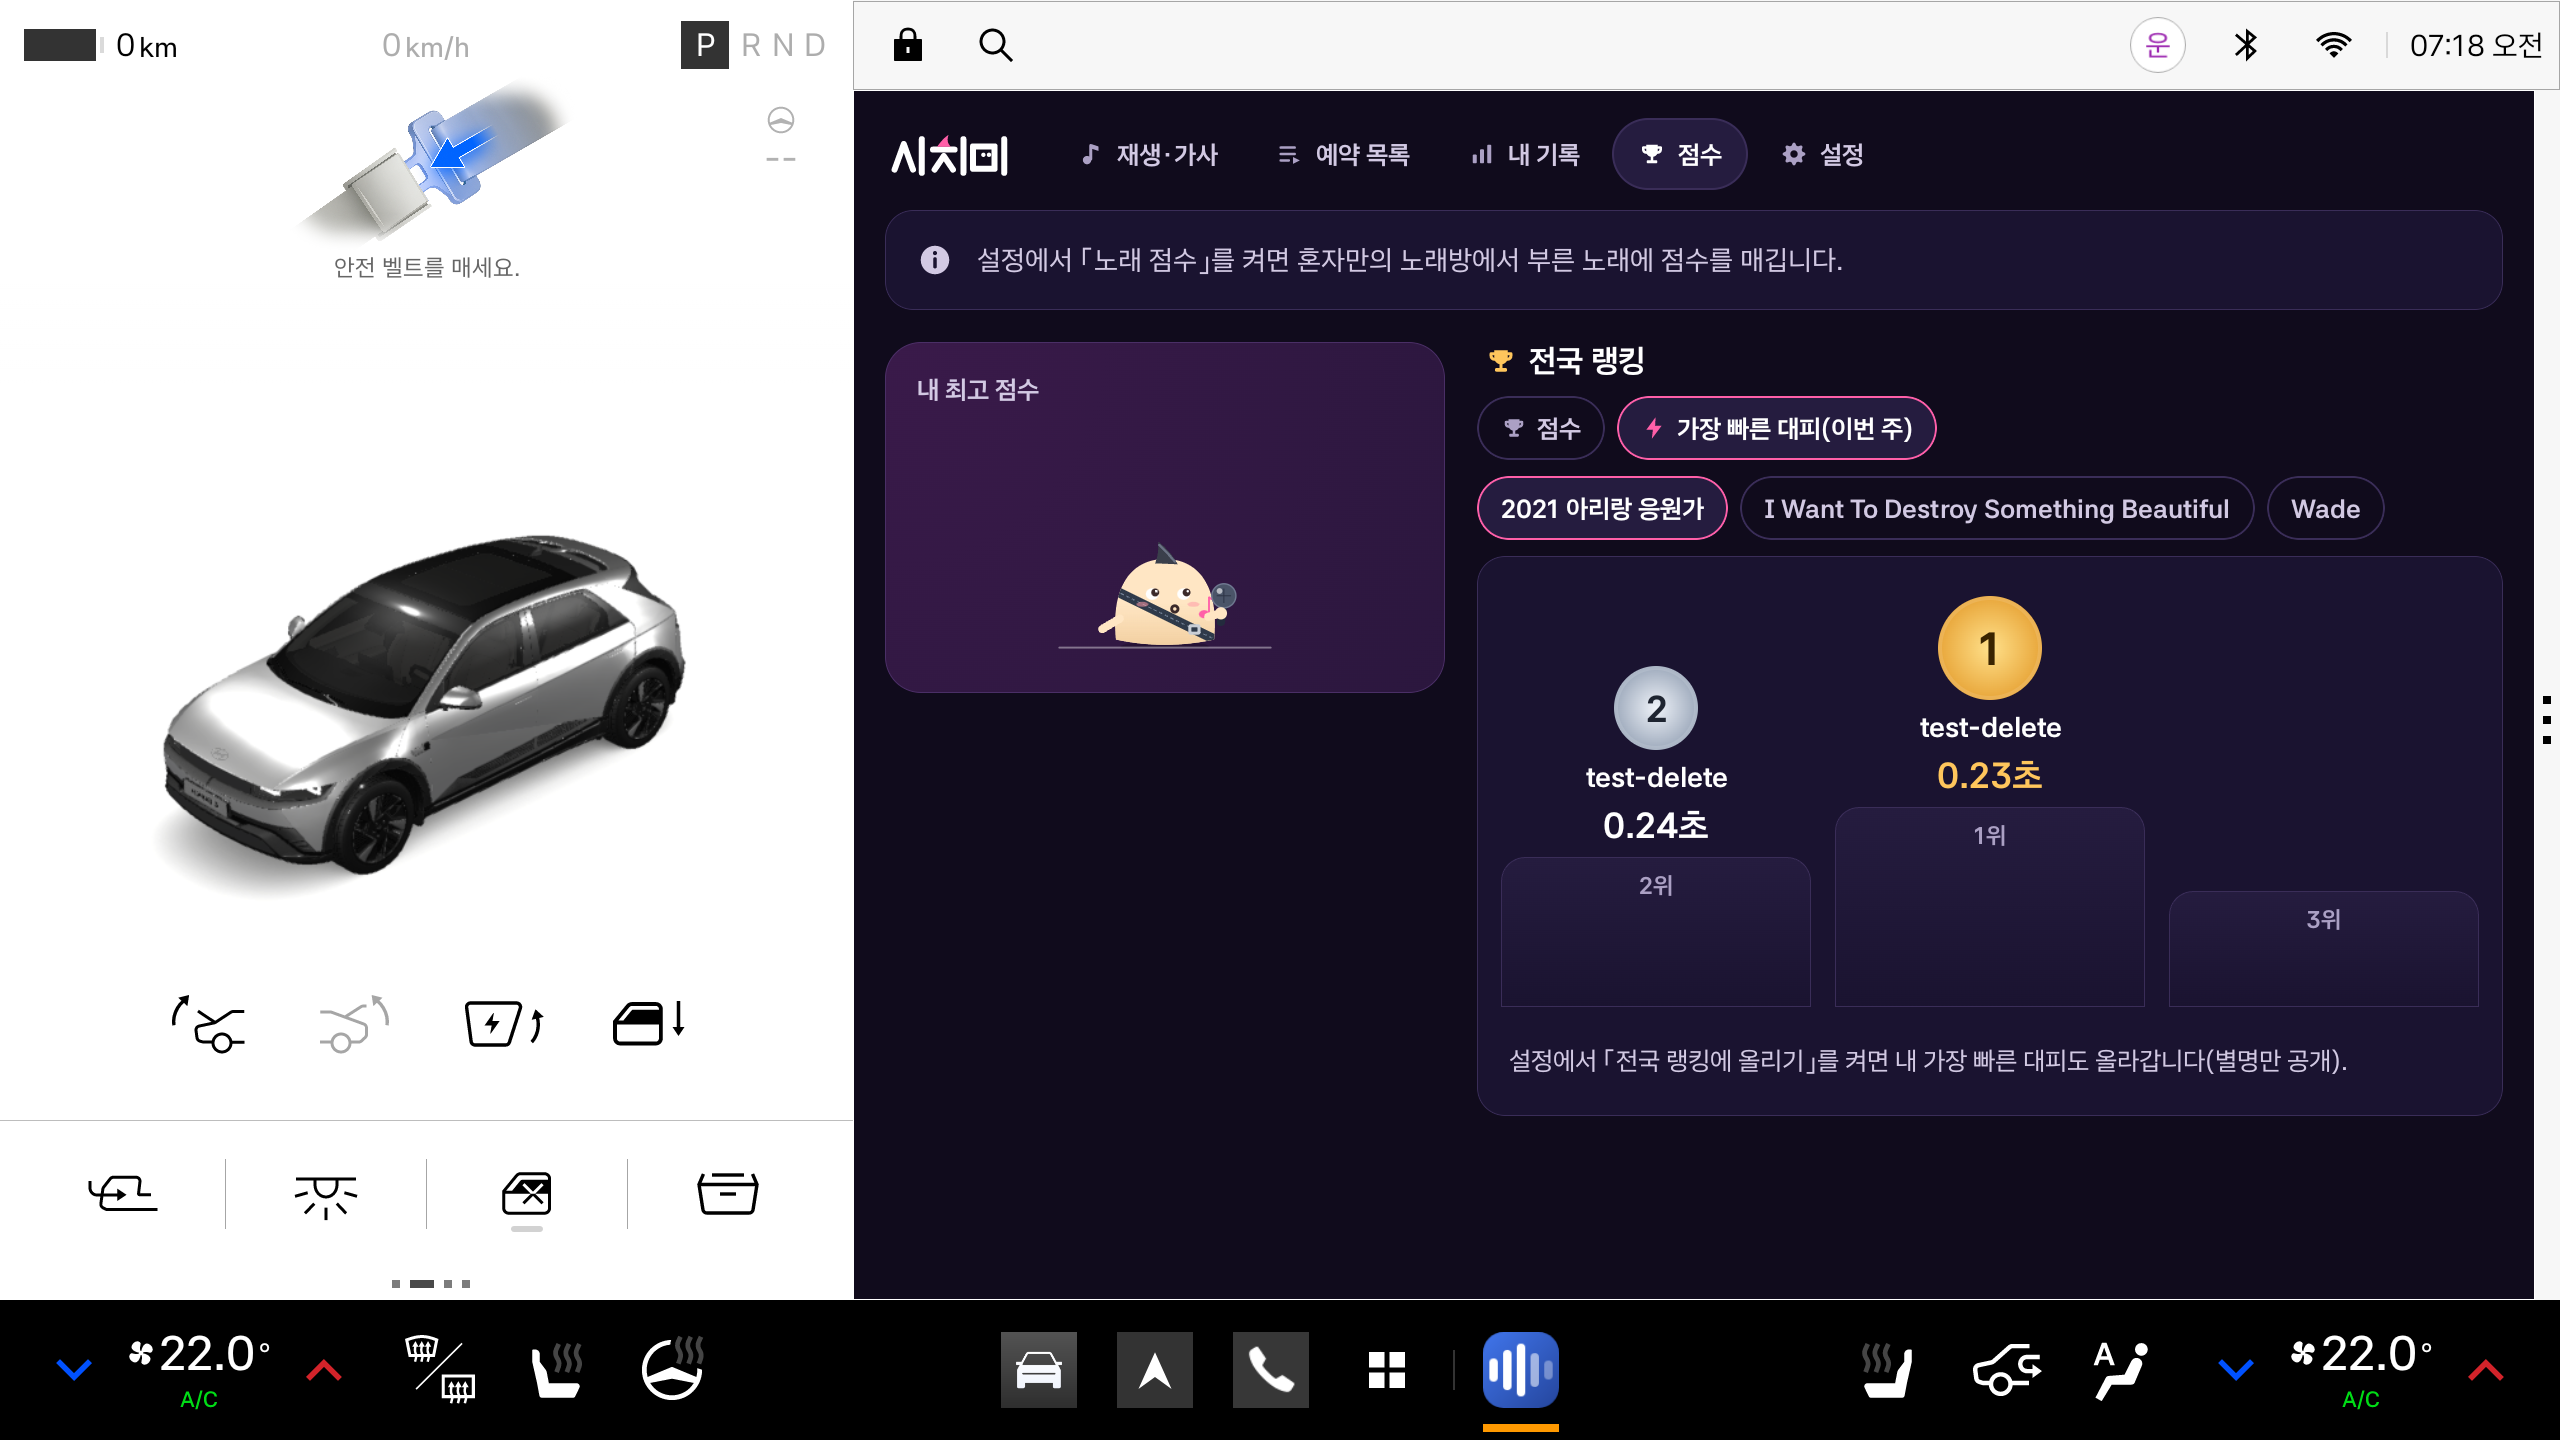 0 km
0 km/h
P R N D
운
07:18 오전
안전 벨트를 매세요.
시치미
재생·가사
예약 목록
내 기록
점수
설정
설정에서 「노래 점수」를 켜면 혼자만의 노래방에서 부른 노래에 점수를 매깁니다.
내 최고 점수
전국 랭킹
점수
가장 빠른 대피(이번 주)
2021 아리랑 응원가
I Want To Destroy Something Beautiful
Wade
1
test-delete
0.23초
1위
2
test-delete
0.24초
2위
3위
설정에서 「전국 랭킹에 올리기」를 켜면 내 가장 빠른 대피도 올라갑니다(별명만 공개).
22.0°
A/C
A
22.0°
A/C